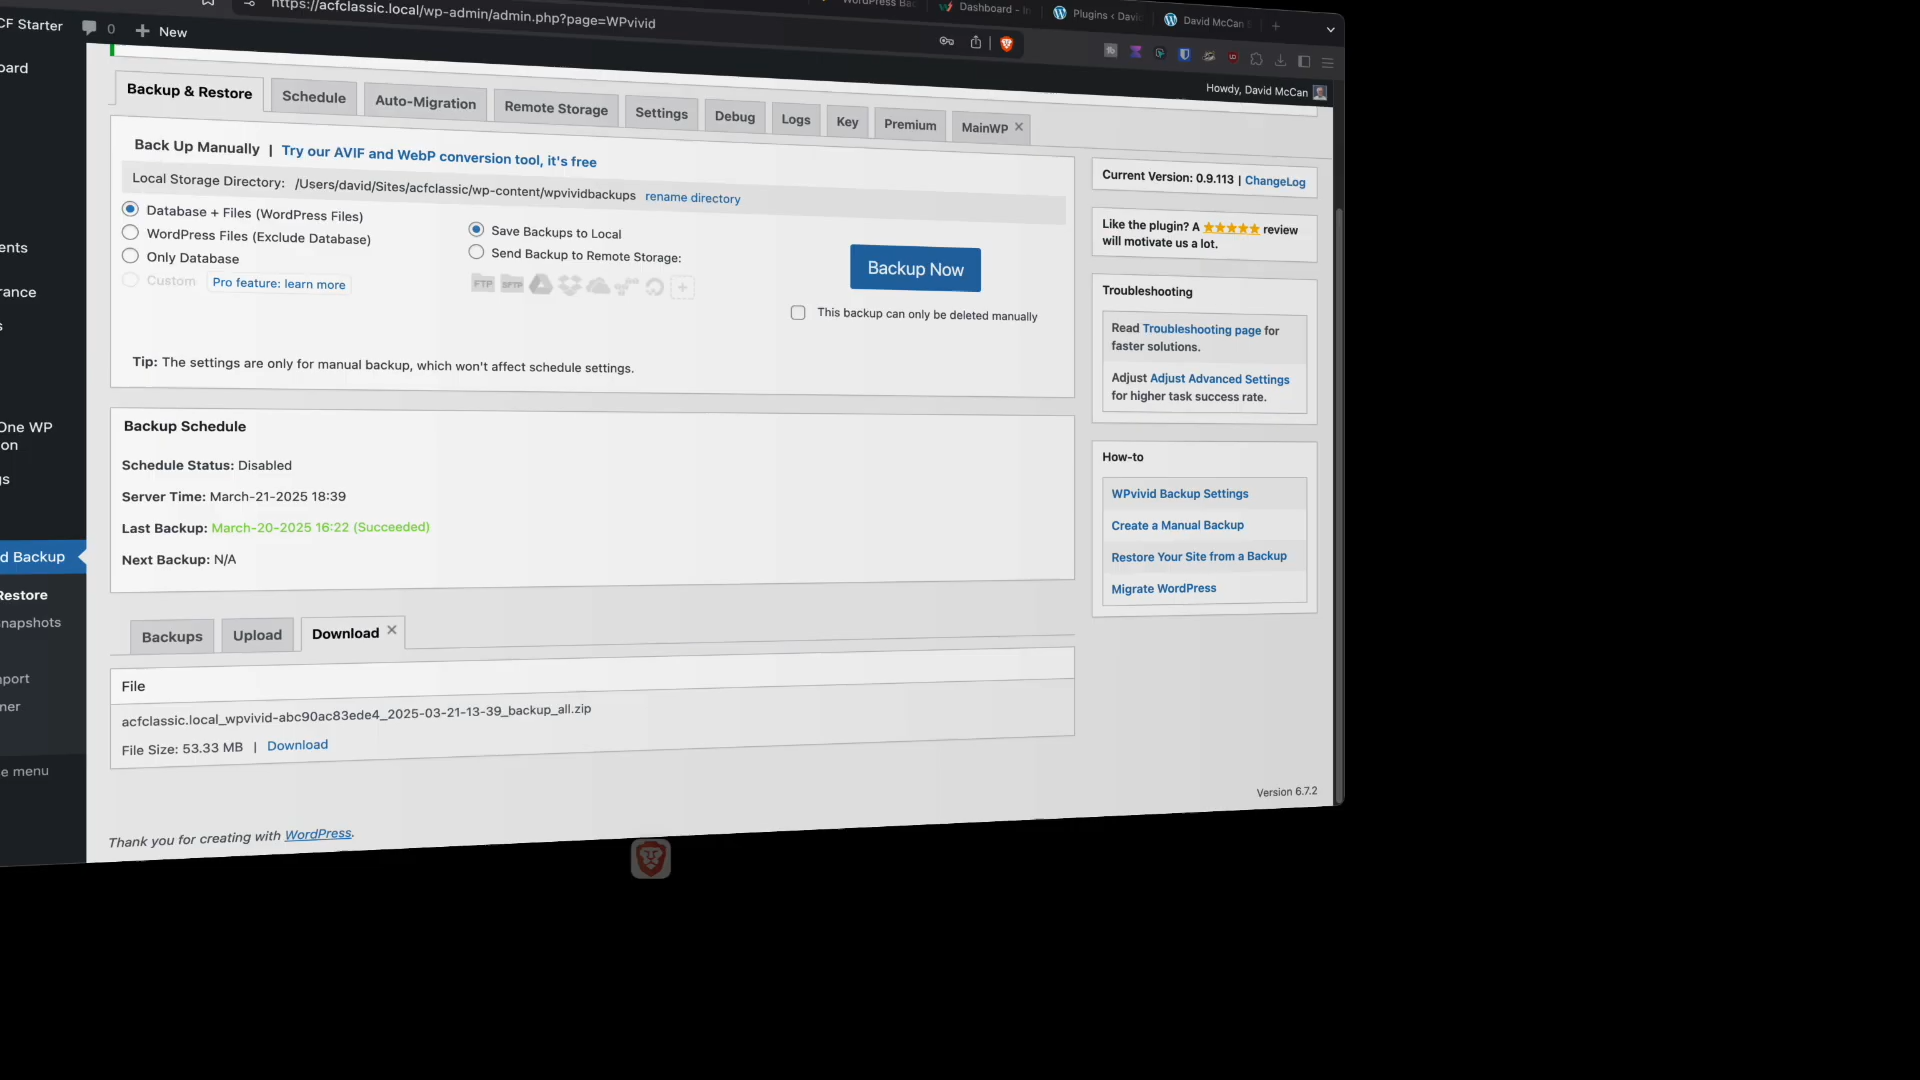 https://acfclassic.local/wp-admin/admin.php?page=WPvivid
WordPress Bac
Dashboard - In
Plugins ‹ Davi
David McCan
CF Starter
0
New
Howdy, David McCan
oard
ents
rance
s
One WP
on
gs
d Backup
Restore
napshots
nport
ner
e menu
Backup & Restore
Schedule
Auto-Migration
Remote Storage
Settings
Debug
Logs
Key
Premium
MainWP
Back Up Manually | Try our AVIF and WebP conversion tool, it's free
Local Storage Directory: /Users/david/Sites/acfclassic/wp-content/wpvividbackups rename directory
Database + Files (WordPress Files)
WordPress Files (Exclude Database)
Only Database
Custom Pro feature: learn more
Save Backups to Local
Send Backup to Remote Storage:
FTP
SFTP
Backup Now
This backup can only be deleted manually
Tip: The settings are only for manual backup, which won't affect schedule settings.
Backup Schedule
Schedule Status: Disabled
Server Time: March-21-2025 18:39
Last Backup: March-20-2025 16:22 (Succeeded)
Next Backup: N/A
Backups
Upload
Download
File
acfclassic.local_wpvivid-abc90ac83ede4_2025-03-21-13-39_backup_all.zip
File Size: 53.33 MB | Download
Thank you for creating with WordPress.
Current Version: 0.9.113 | ChangeLog
Like the plugin? A ★★★★★ review
will motivate us a lot.
Troubleshooting
Read Troubleshooting page for
faster solutions.
Adjust Adjust Advanced Settings
for higher task success rate.
How-to
WPvivid Backup Settings
Create a Manual Backup
Restore Your Site from a Backup
Migrate WordPress
Version 6.7.2